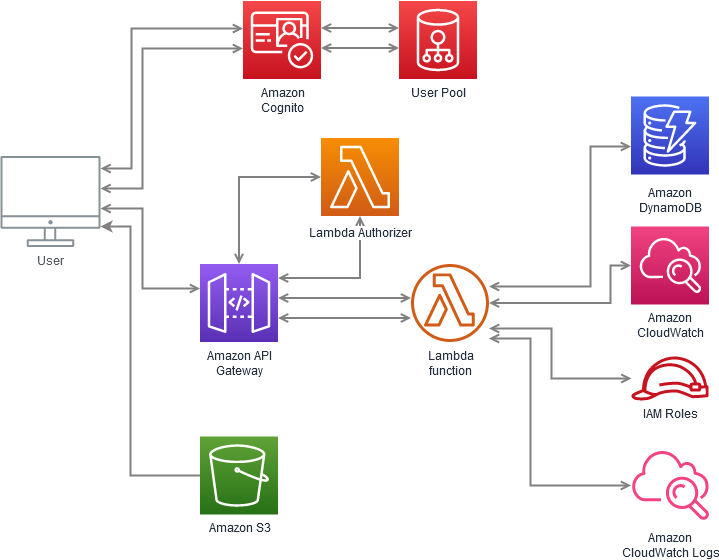 Amazon
Cognito
User Pool
Amazon
DynamoDB
Lambda Authorizer
User
Amazon API
Gateway
Lambda
function
Amazon
CloudWatch
IAM Roles
Amazon S3
Amazon
CloudWatch Logs